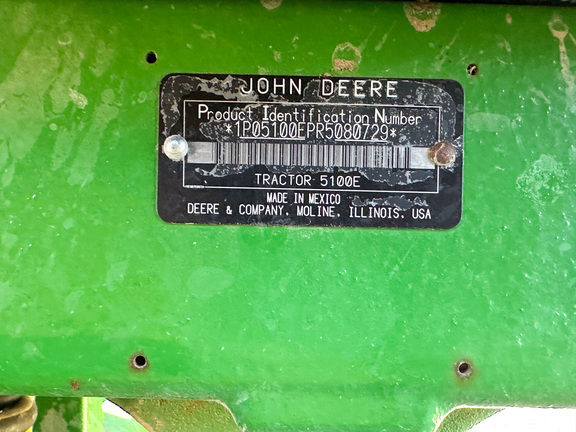 JOHN DEERE
Product Identification Number
*1P05100EPR5080729*
TRACTOR 5100E
MADE IN MEXICO
DEERE & COMPANY, MOLINE, ILLINOIS, USA